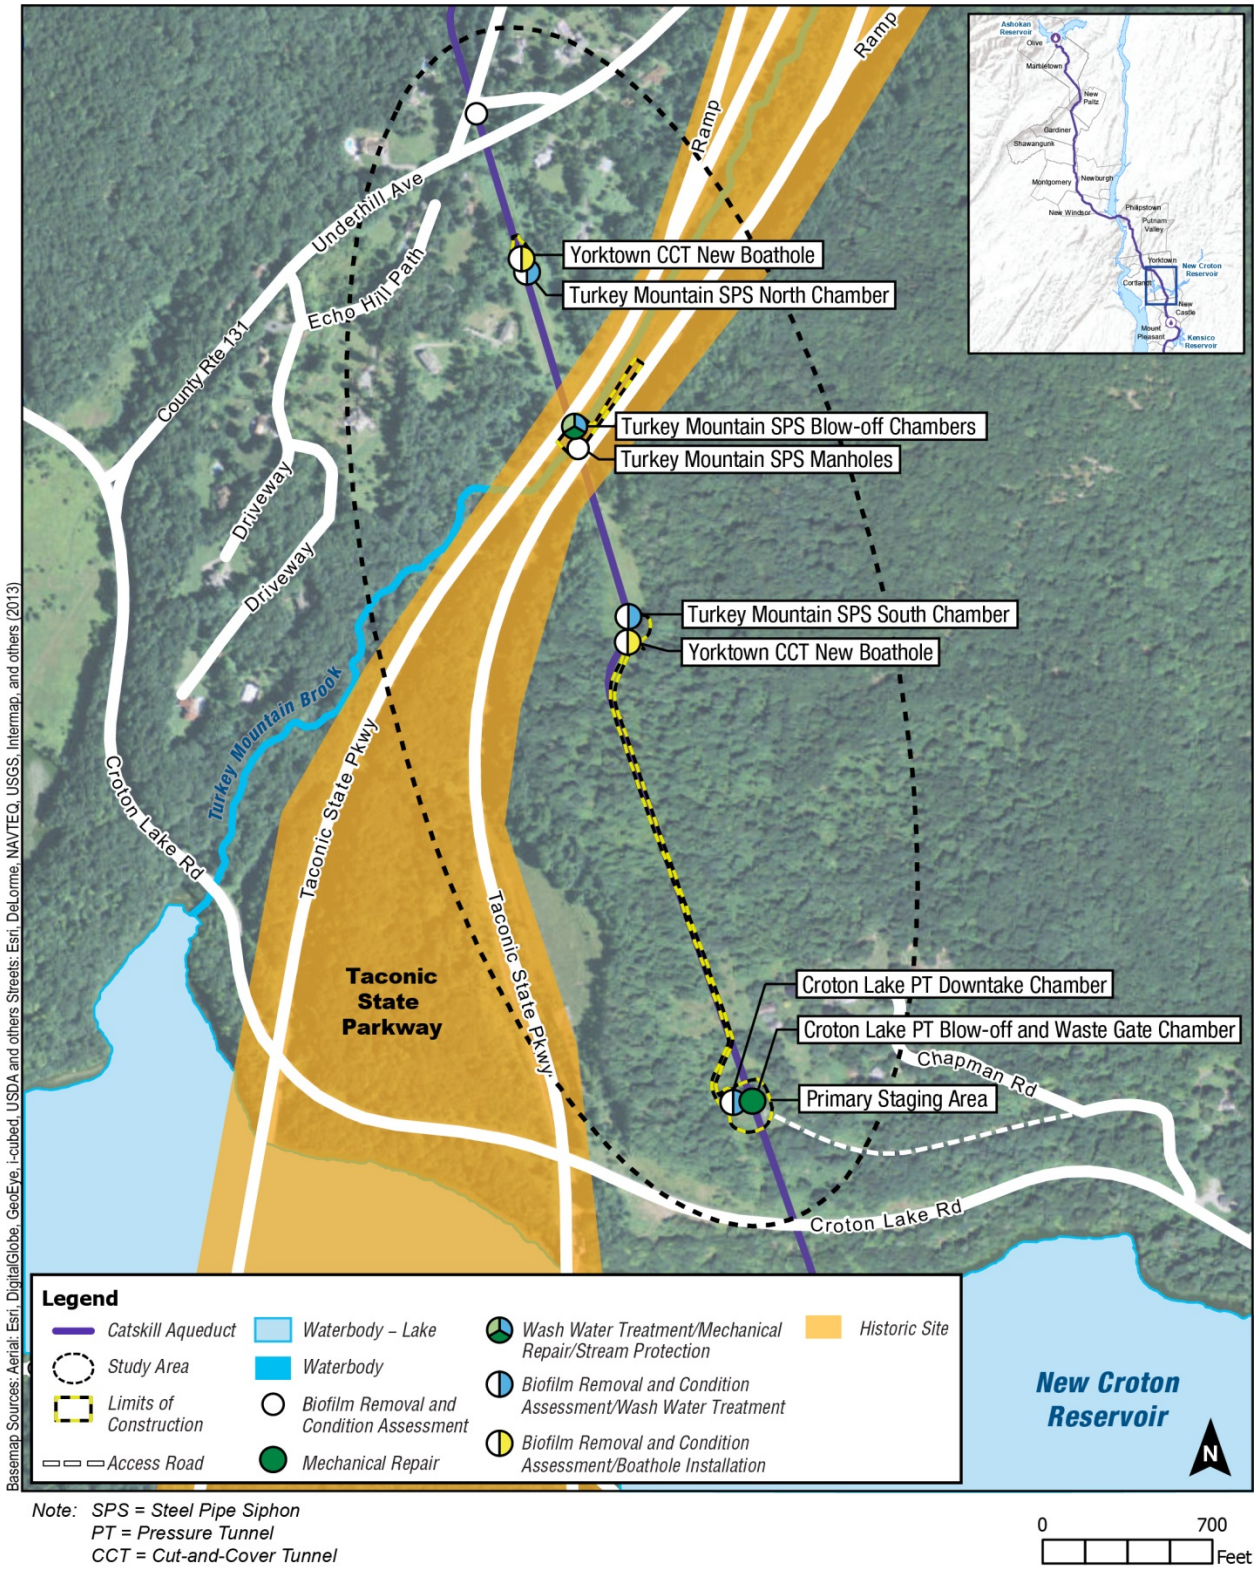 Ashokan
Reservoir
Olive
Marbletown
New
Paltz
Gardiner
Shawangunk
Montgomery
Newburgh
New Windsor
Philipstown
Putnam
Valley
Yorktown
New Croton
Reservoir
Cortlandt
New
Castle
Mount
Pleasant
Kensico
Reservoir
Ramp
Ramp
Underhill Ave
Echo Hill Path
County Rte 131
Yorktown CCT New Boathole
Turkey Mountain SPS North Chamber
Turkey Mountain SPS Blow-off Chambers
Turkey Mountain SPS Manholes
Driveway
Driveway
Turkey Mountain SPS South Chamber
Yorktown CCT New Boathole
Turkey Mountain Brook
Croton Lake Rd
Taconic State Pkwy
Taconic State Pkwy
Taconic
State
Parkway
Croton Lake PT Downtake Chamber
Croton Lake PT Blow-off and Waste Gate Chamber
Chapman Rd
Primary Staging Area
Croton Lake Rd
New Croton
Reservoir
N
Legend
Catskill Aqueduct
Study Area
Limits of
Construction
Access Road
Waterbody – Lake
Waterbody
Biofilm Removal and
Condition Assessment
Mechanical Repair
Wash Water Treatment/Mechanical
Repair/Stream Protection
Biofilm Removal and Condition
Assessment/Wash Water Treatment
Biofilm Removal and Condition
Assessment/Boathole Installation
Historic Site
Basemap Sources: Aerial: Esri, DigitalGlobe, GeoEye, i-cubed, USDA and others Streets: Esri, DeLorme, NAVTEQ, USGS, Intermap, and others (2013)
Note: SPS = Steel Pipe Siphon
PT = Pressure Tunnel
CCT = Cut-and-Cover Tunnel
0 700
Feet